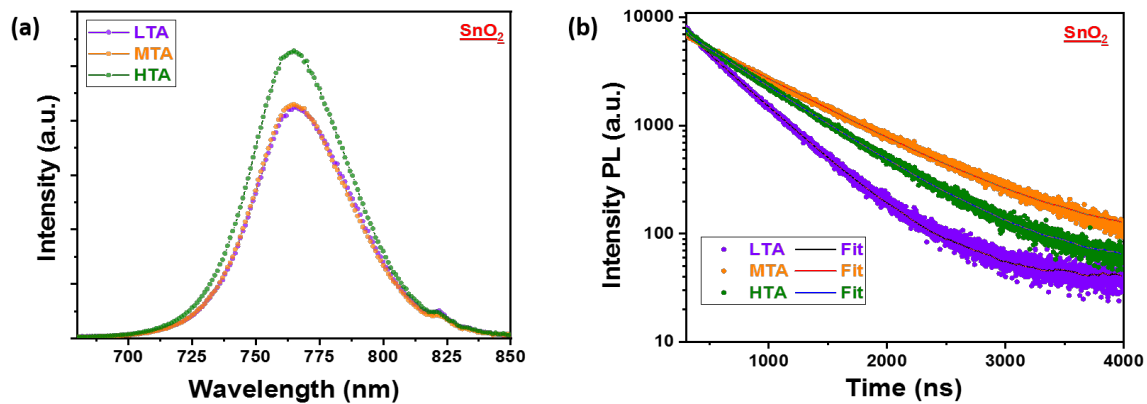 (a)
SnO2
LTA
MTA
HTA
Intensity (a.u.)
700 725 750 775 800 825 850
Wavelength (nm)
(b)
SnO2
10000
1000
100
10
Intensity PL (a.u.)
LTA Fit
MTA Fit
HTA Fit
1000 2000 3000 4000
Time (ns)